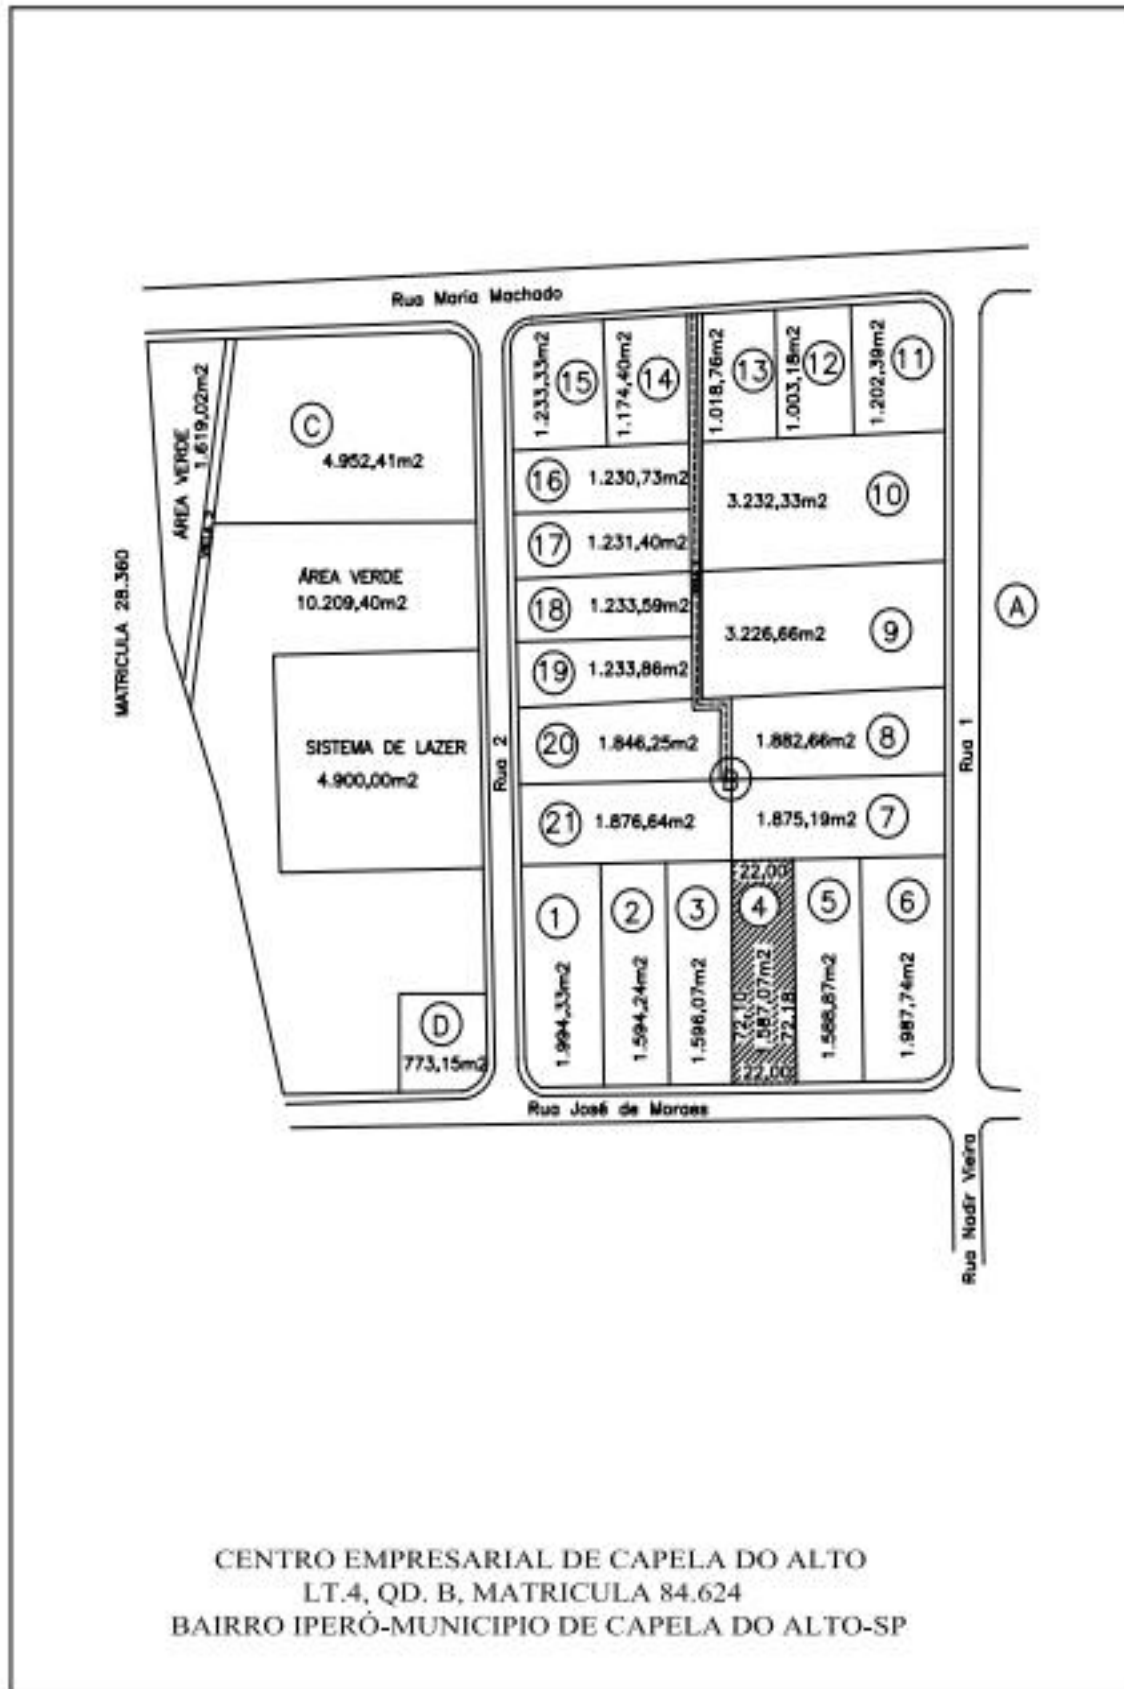 Rua Maria Machado
ÁREA VERDE
1.619,02m2
C
4.952,41m2
MATRICULA 28.360
ÁREA VERDE
10.209,40m2
SISTEMA DE LAZER
4.900,00m2
D
773,15m2
Rua 2
15
1.233,33m2
14
1.174,40m2
13
1.018,76m2
12
1.003,18m2
11
1.202,39m2
16
1.230,73m2
10
3.232,33m2
17
1.231,40m2
18
1.233,59m2
9
3.226,66m2
19
1.233,86m2
20
1.846,25m2
8
1.882,66m2
B
21
1.876,64m2
7
1.875,19m2
1
1.994,33m2
2
1.594,24m2
3
1.596,07m2
22,00
4
72,10
1.587,07m2
72,18
22,00
5
6
1.987,74m2
A
Rua 1
Rua José de Moraes
Rua Nadir Vieira
CENTRO EMPRESARIAL DE CAPELA DO ALTO
LT.4, QD. B, MATRICULA 84.624
BAIRRO IPERÓ-MUNICIPIO DE CAPELA DO ALTO-SP